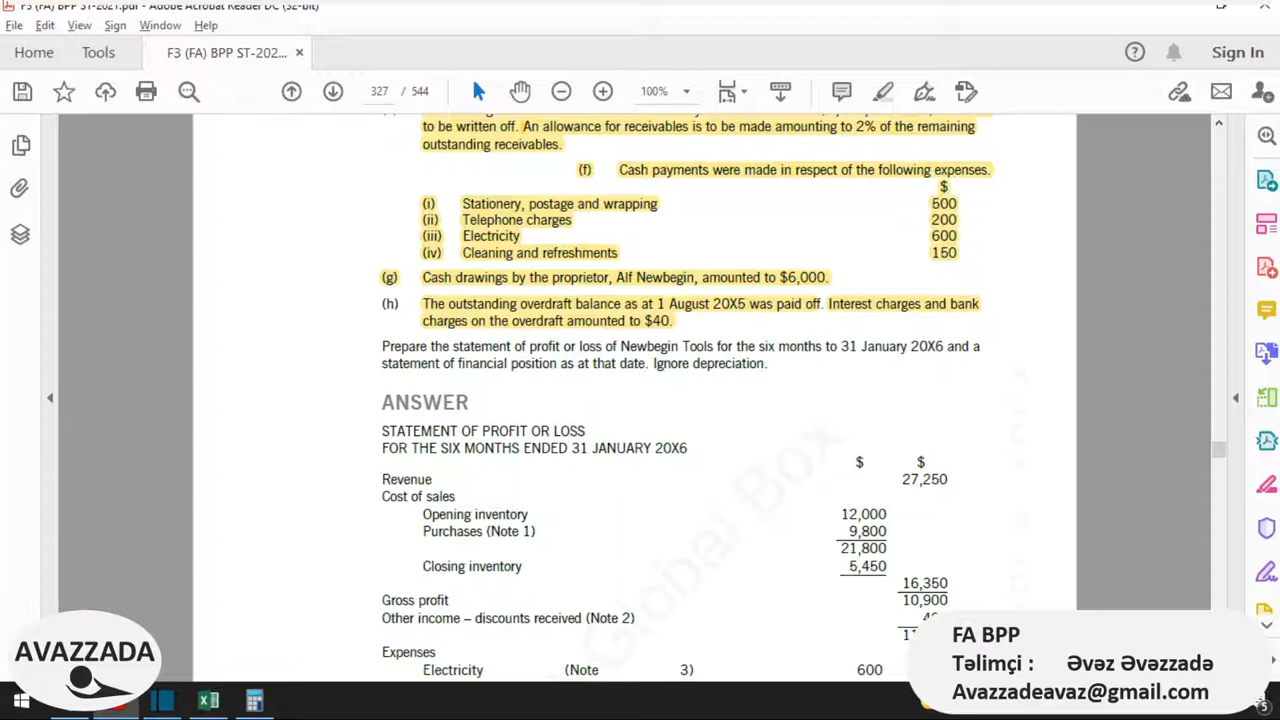 F3 (FA) BPP ST-2021.pdf - Adobe Acrobat Reader DC (32-bit)
File Edit View Sign Window Help
Home Tools F3 (FA) BPP ST-202... × Sign In
327 / 544 100%
to be written off. An allowance for receivables is to be made amounting to 2% of the remaining
outstanding receivables.
(f) Cash payments were made in respect of the following expenses.
$
(i) Stationery, postage and wrapping 500
(ii) Telephone charges 200
(iii) Electricity 600
(iv) Cleaning and refreshments 150
(g) Cash drawings by the proprietor, Alf Newbegin, amounted to $6,000.
(h) The outstanding overdraft balance as at 1 August 20X5 was paid off. Interest charges and bank
charges on the overdraft amounted to $40.
Prepare the statement of profit or loss of Newbegin Tools for the six months to 31 January 20X6 and a
statement of financial position as at that date. Ignore depreciation.
ANSWER
STATEMENT OF PROFIT OR LOSS
FOR THE SIX MONTHS ENDED 31 JANUARY 20X6
$ $
Revenue 27,250
Cost of sales
Opening inventory 12,000
Purchases (Note 1) 9,800
21,800
Closing inventory 5,450
16,350
Gross profit 10,900
Other income – discounts received (Note 2)
Expenses
Electricity (Note 3) 600
Global Box
AVAZZADA
FA BPP
Təlimçi : Əvəz Əvəzzadə
Avazzadeavaz@gmail.com
5